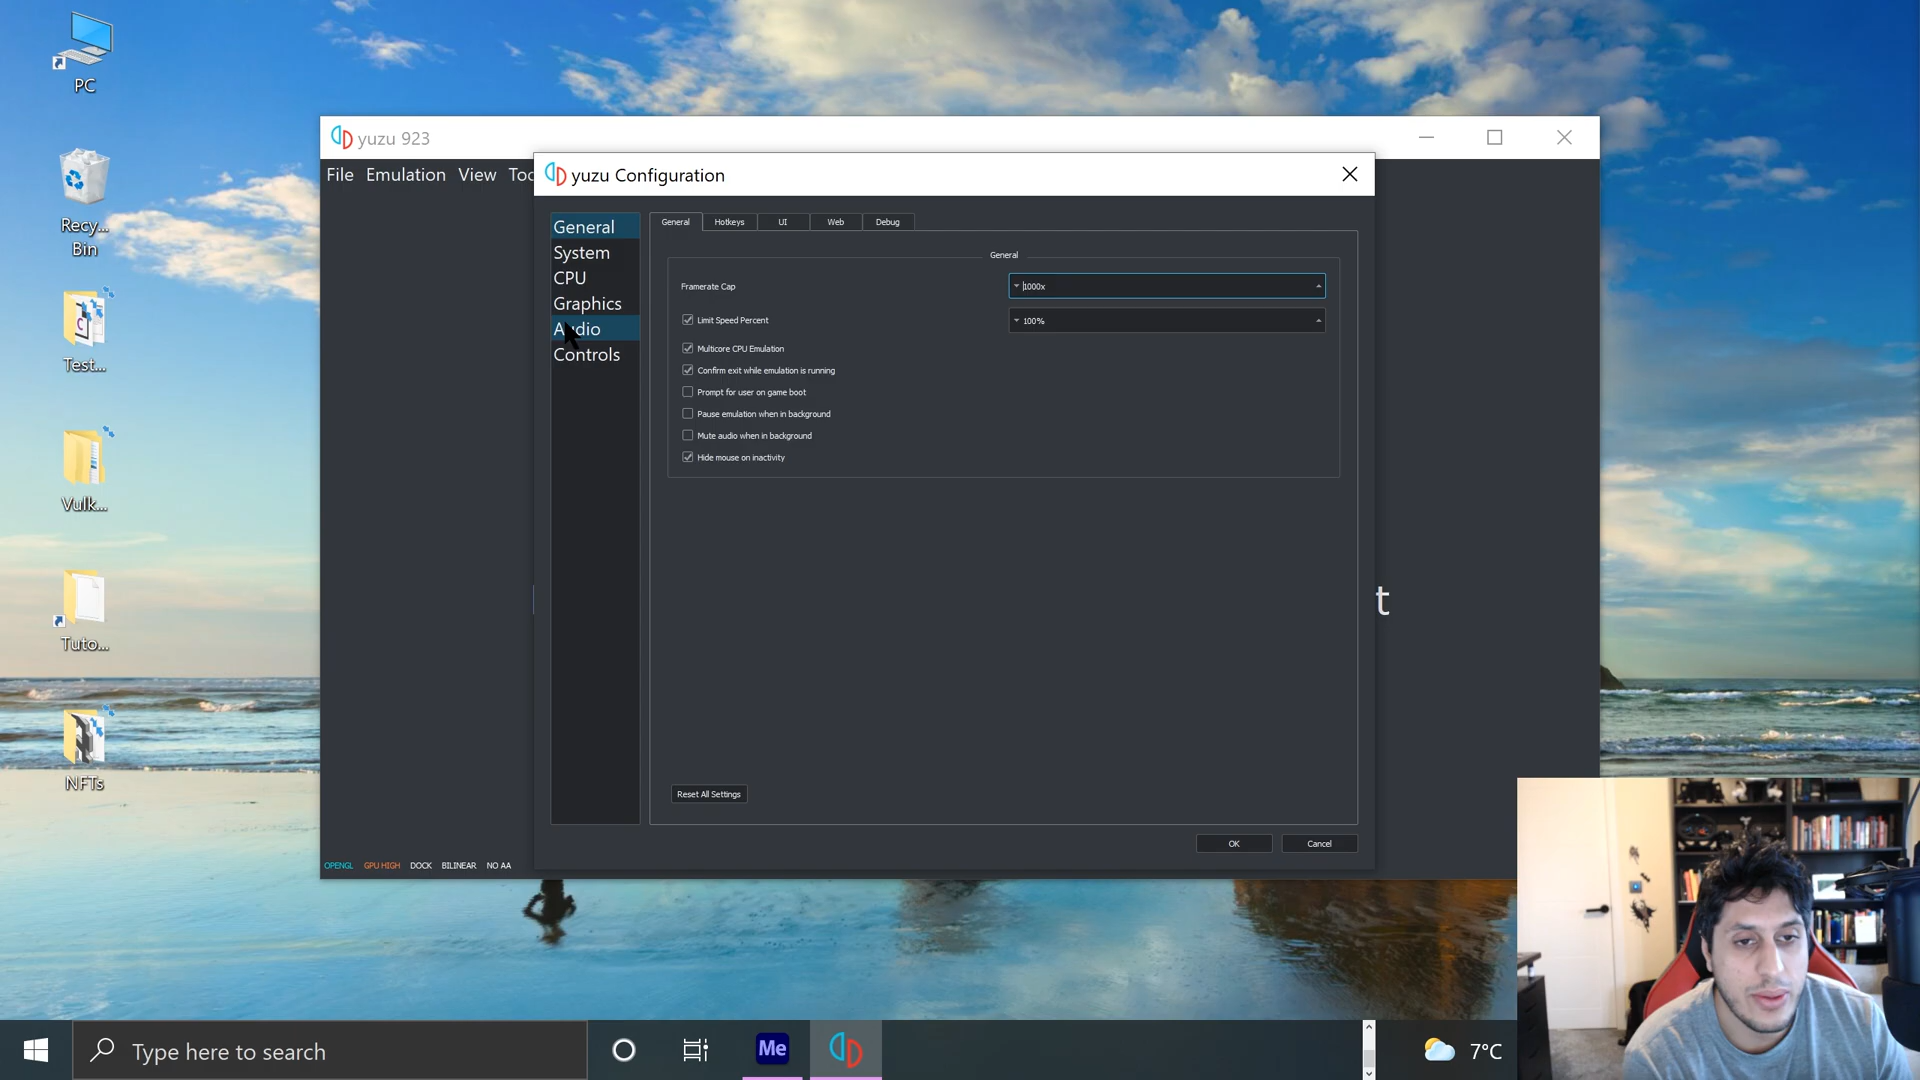 PC
Recy...
Bin
Test...
Vulk...
Tuto...
NFTs
yuzu 923
File Emulation View Too
yuzu Configuration
General
System
CPU
Graphics
Audio
Controls
General Hotkeys UI Web Debug
General
Framerate Cap 1000x
Limit Speed Percent 100%
Multicore CPU Emulation
Confirm exit while emulation is running
Prompt for user on game boot
Pause emulation when in background
Mute audio when in background
Hide mouse on inactivity
t
Reset All Settings
OK Cancel
OPENGL GPU HIGH DOCK BILINEAR NO AA
Type here to search
Me
7°C